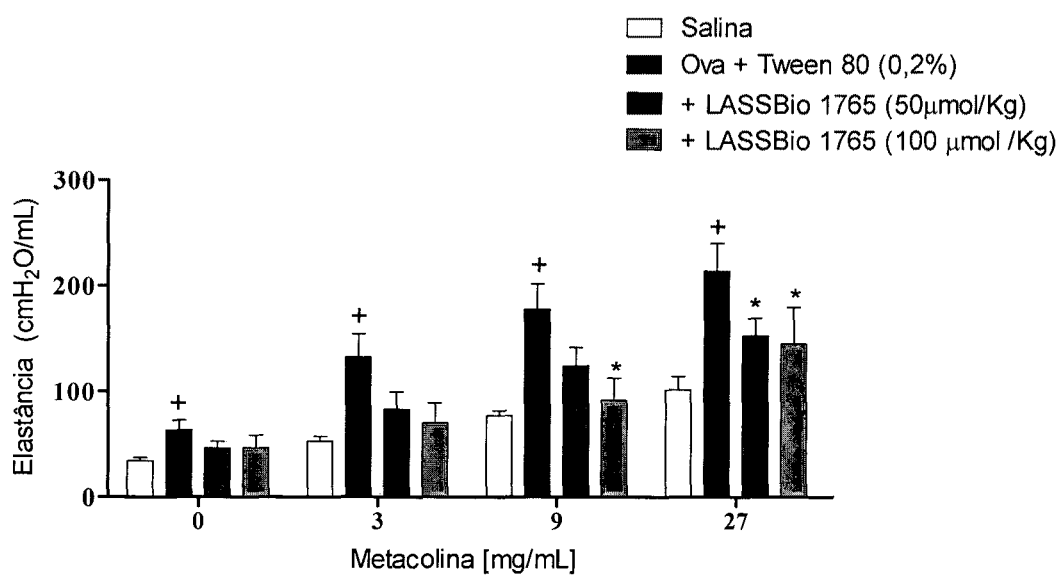 Salina
Ova + Tween 80 (0,2%)
+ LASSBio 1765 (50μmol/Kg)
+ LASSBio 1765 (100 μmol /Kg)
300
200
100
0
Elastância (cmH₂O/mL)
+
+
+
*
+
*
*
0 3 9 27
Metacolina [mg/mL]